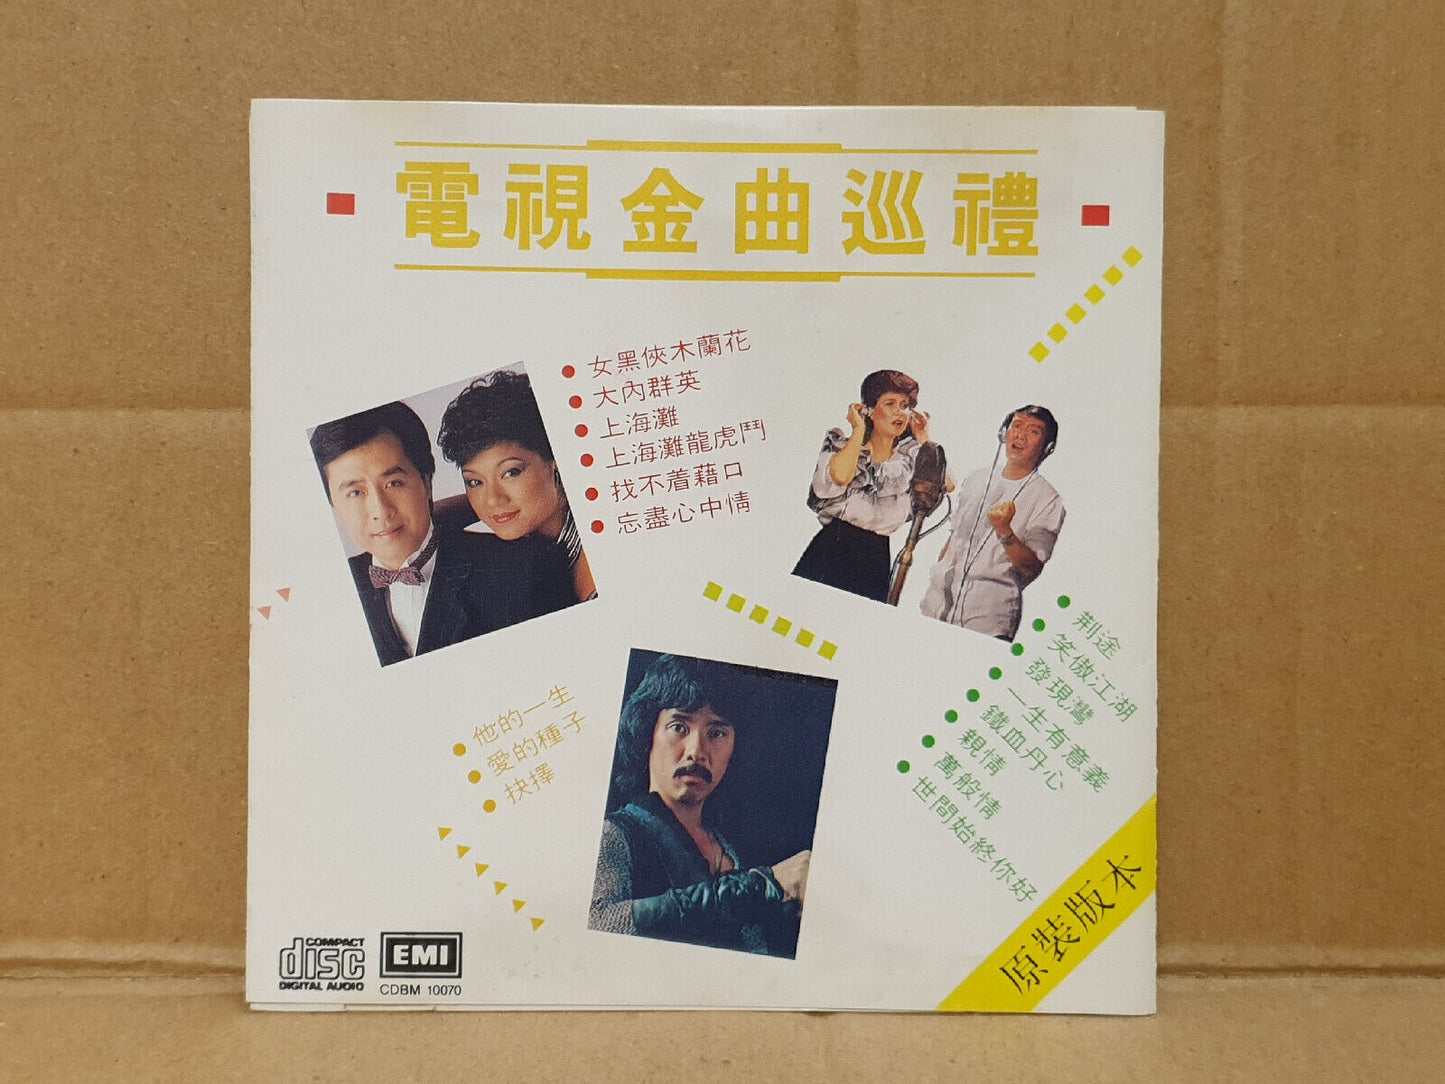 電視金曲巡禮
女黑俠木蘭花
大內群英
上海灘
上海灘龍虎鬥
找不着藉口
忘盡心中情
荆途
笑傲江湖
發現灣
一生有意義
鐵血丹心
親情
萬般情
世間始終你好
他的一生
愛的種子
抉擇
原裝版本
COMPACT
disc
DIGITAL AUDIO
EMI
CDBM 10070